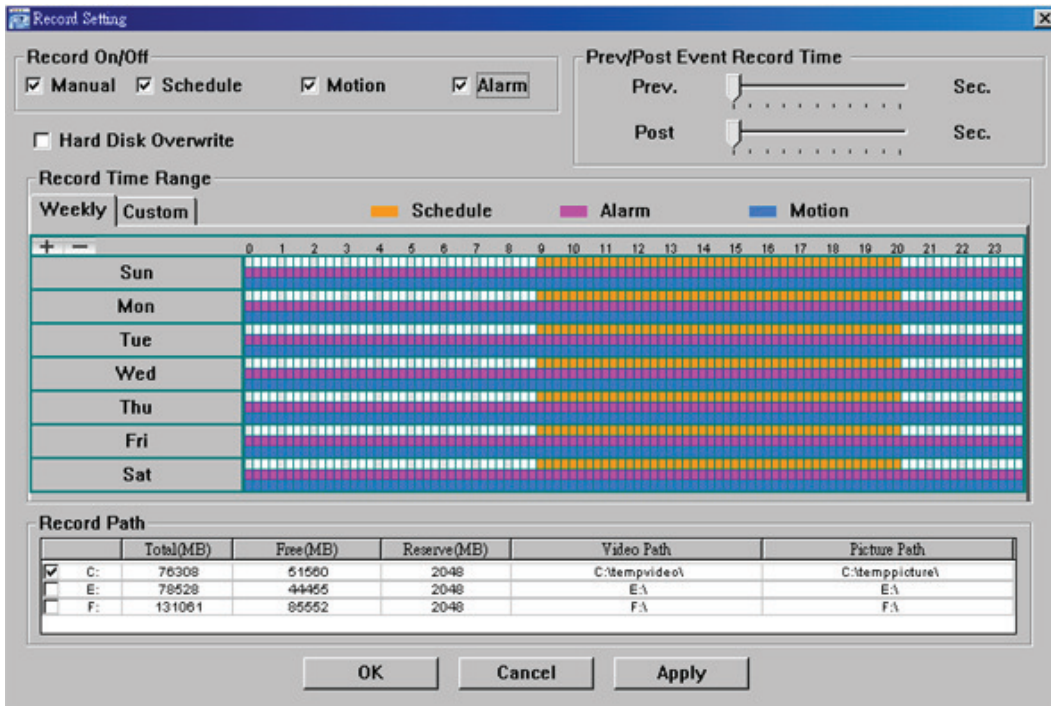 Record Setting
Record On/Off
Manual Schedule Motion Alarm
Hard Disk Overwrite
Prev/Post Event Record Time
Prev. Sec.
Post Sec.
Record Time Range
Weekly Custom Schedule Alarm Motion
+ − 0 1 2 3 4 5 6 7 8 9 10 11 12 13 14 15 16 17 18 19 20 21 22 23
Sun
Mon
Tue
Wed
Thu
Fri
Sat
Record Path
Total(MB) Free(MB) Reserve(MB) Video Path Picture Path
C: 76308 51560 2048 C:\tempvideo\ C:\temppicture\
E: 78528 44455 2048 E:\ E:\
F: 131061 85552 2048 F:\ F:\
OK Cancel Apply